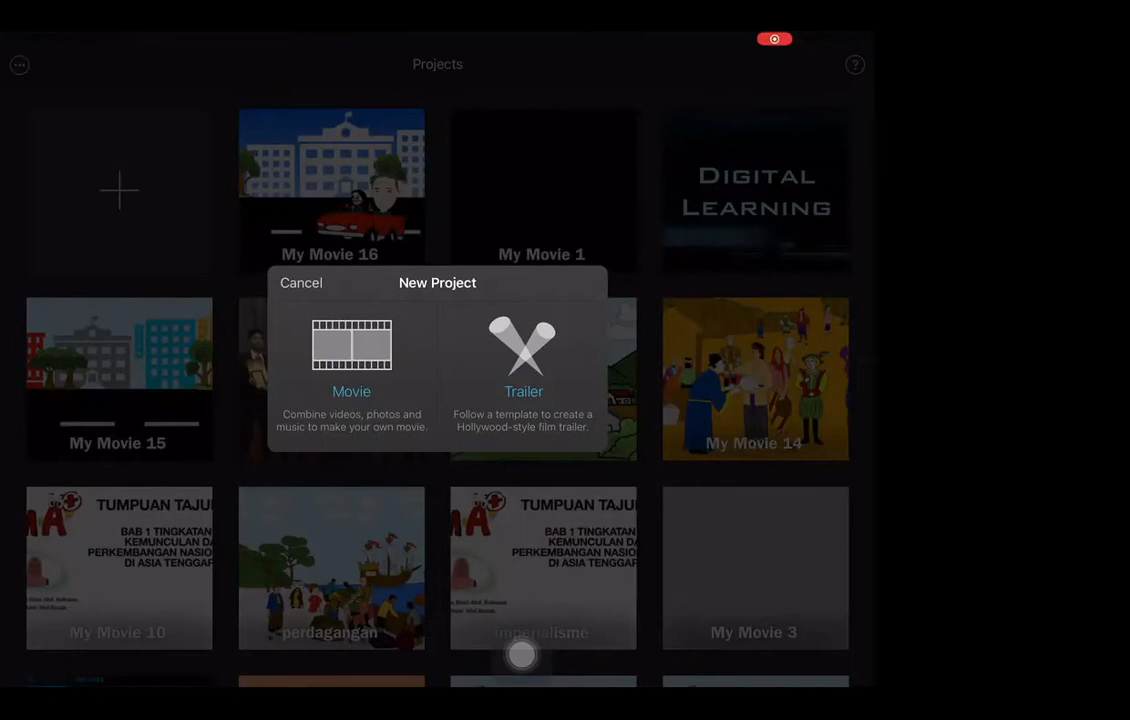 Projects
My Movie 16
My Movie 1
DIGITAL
LEARNING
Cancel
New Project
Movie
Combine videos, photos and
music to make your own movie.
Trailer
Follow a template to create a
Hollywood-style film trailer.
My Movie 15
My Movie 14
TUMPUAN TAJU
BAB 1 TINGKATAN
KEMUNCULAN DA
PERKEMBANGAN NASIO
DI ASIA TENGGAR
My Movie 10
perdagangan
TUMPUAN TAJU
BAB 1 TINGKATAN
KEMUNCULAN DA
PERKEMBANGAN NASIO
DI ASIA TENGGAR
imperialisme
My Movie 3